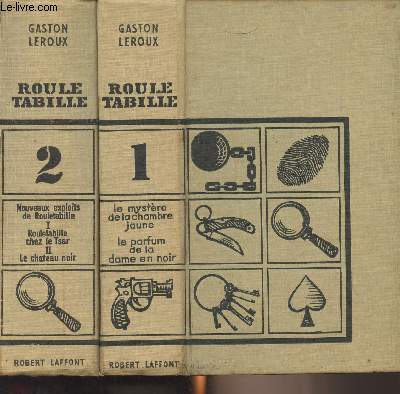 GASTON
LEROUX
ROULE
TABILLE
2
Nouveaux exploits
de Rouletabille
I
Rouletabille
chez le Tsar
II
Le chateau noir
ROBERT LAFFONT
GASTON
LEROUX
ROULE
TABILLE
1
le mystère
de la chambre
jaune
le parfum
de la
dame en noir
ROBERT LAFFONT
© le-livre.com